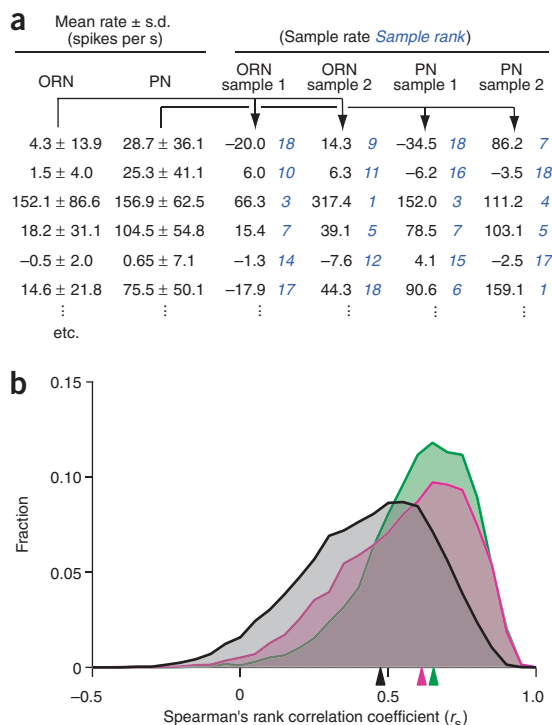 a
Mean rate ± s.d. (Sample rate Sample rank)
(spikes per s)
ORN PN ORN sample 1 ORN sample 2 PN sample 1 PN sample 2
4.3 ± 13.9 28.7 ± 36.1 –20.0 18 14.3 9 –34.5 18 86.2 7
1.5 ± 4.0 25.3 ± 41.1 6.0 10 6.3 11 –6.2 16 –3.5 18
152.1 ± 86.6 156.9 ± 62.5 66.3 3 317.4 1 152.0 3 111.2 4
18.2 ± 31.1 104.5 ± 54.8 15.4 7 39.1 5 78.5 7 103.1 5
–0.5 ± 2.0 0.65 ± 7.1 –1.3 14 –7.6 12 4.1 15 –2.5 17
14.6 ± 21.8 75.5 ± 50.1 –17.9 17 44.3 18 90.6 6 159.1 1
⋮ ⋮ ⋮ ⋮ ⋮ ⋮
etc.
b
0.15
0.10
0.05
0
Fraction
–0.5 0 0.5 1.0
Spearman's rank correlation coefficient (rs)